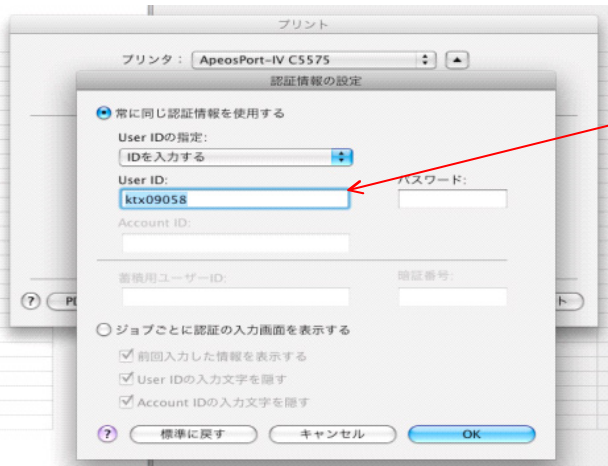 プリント
プリンタ： ApeosPort-IV C5575
認証情報の設定
常に同じ認証情報を使用する
User IDの指定:
IDを入力する
User ID: パスワード:
ktx09058
Account ID:
蓄積用ユーザーID: 暗証番号:
? PD ト
ジョブごとに認証の入力画面を表示する
前回入力した情報を表示する
User IDの入力文字を隠す
Account IDの入力文字を隠す
? 標準に戻す キャンセル OK